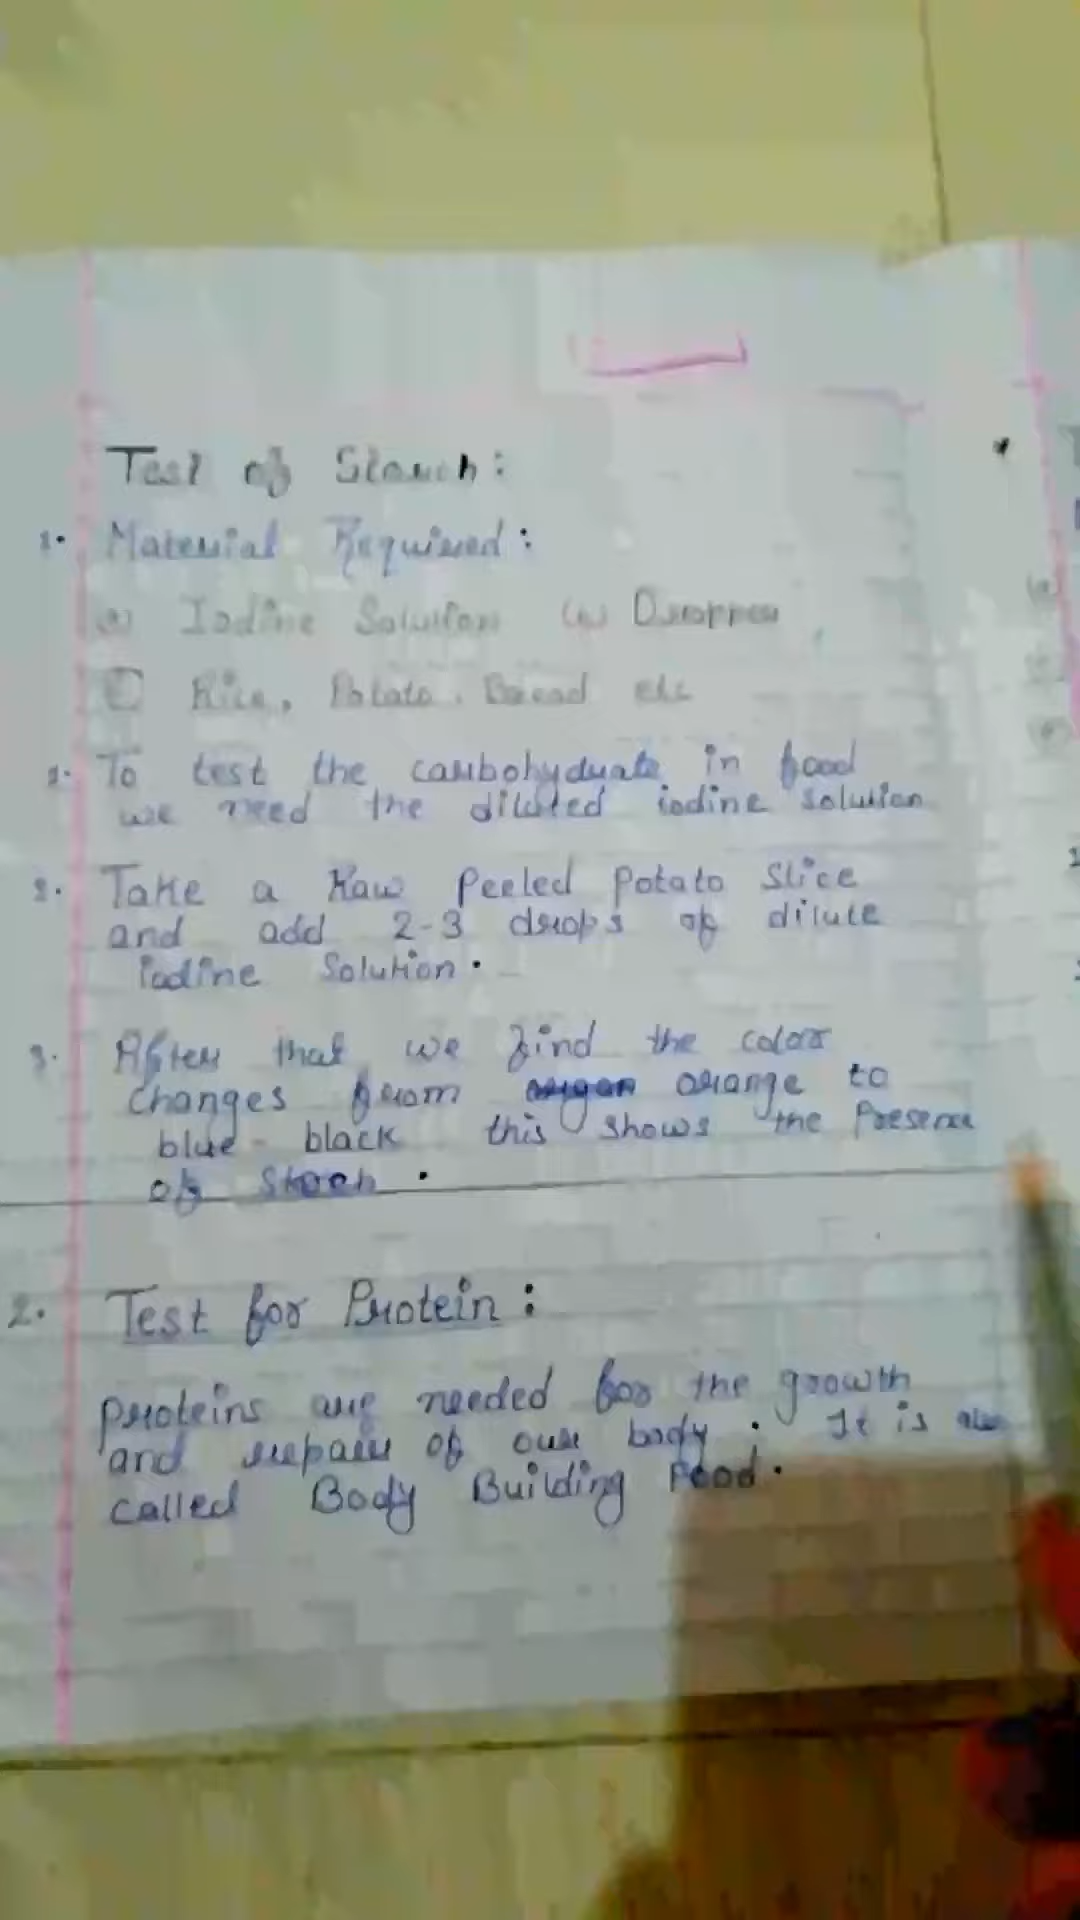 Test of Starch:
1. Material Required:
a) Iodine Solution (b) Dropper
Ⓒ Rice, Potato, Bread etc
2. To test the carbohydrate in food
we need the diluted iodine solution
Take a Raw Peeled Potato Slice
and add 2-3 drops of dilute
iodine Solution.
3. After that we find the color
changes from orange to
blue-black this shows the Presence
of
2. Test for Protein:
Proteins are needed for the growth
and repair of our body. It is also
called Body Building Food.